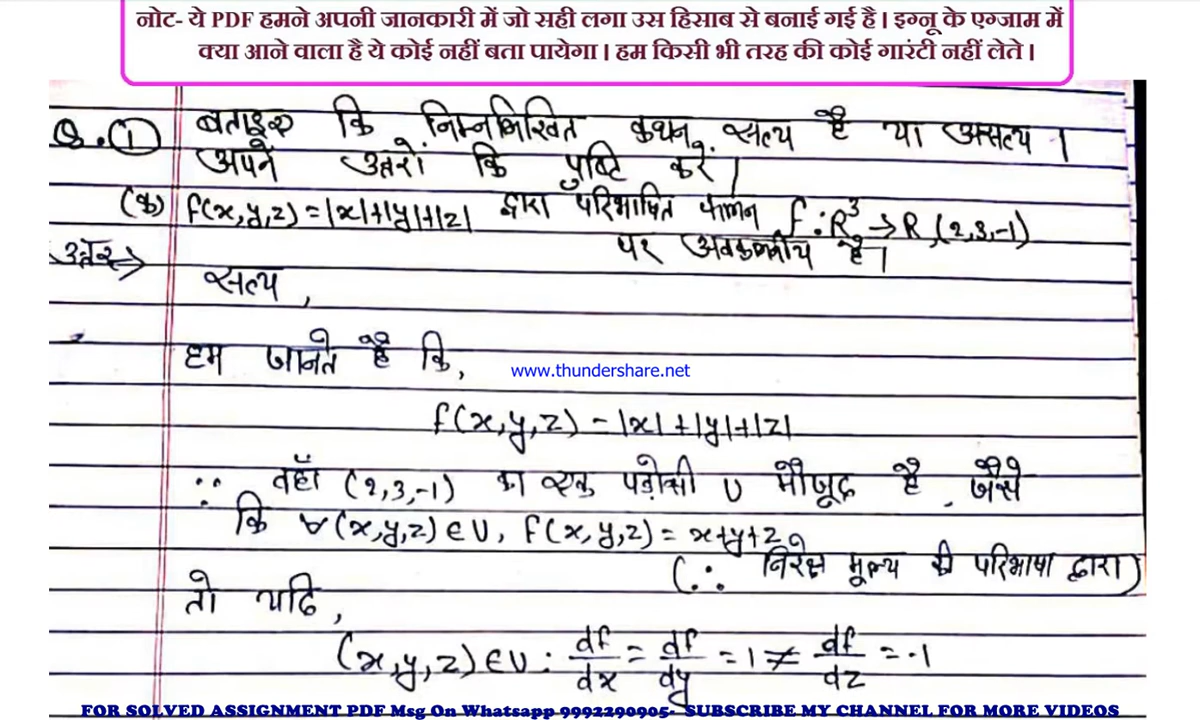 नोट- ये PDF हमने अपनी जानकारी में जो सही लगा उस हिसाब से बनाई गई है। इग्नू के एग्जाम में
क्या आने वाला है ये कोई नहीं बता पायेगा। हम किसी भी तरह की कोई गारंटी नहीं लेते।
Q.① बताइए कि निम्नलिखित कथन सत्य है या असत्य।
अपने उत्तरों कि पुष्टि करें।
(क) f(x,y,z)=|x|+|y|+|z| द्वारा परिभाषित फलन f:R³→R,(2,3,-1)
पर अवकलनीय है।
उत्तर⇒
सत्य,
हम जानते है कि,
www.thundershare.net
f(x,y,z)-|x|+|y|+|z|
∵ वहाँ (2,3,-1) का एक पड़ोसी U मौजूद है, जैसे
कि ∀(x,y,z)∈U, f(x,y,z)=x+y+z
(∴ निरेक्ष मूल्य की परिभाषा द्वारा)
तो यदि,
(x,y,z)∈U: df/dx = df/dy =1≠ df/dz =-1
FOR SOLVED ASSIGNMENT PDF Msg On Whatsapp 9992290905- SUBSCRIBE MY CHANNEL FOR MORE VIDEOS